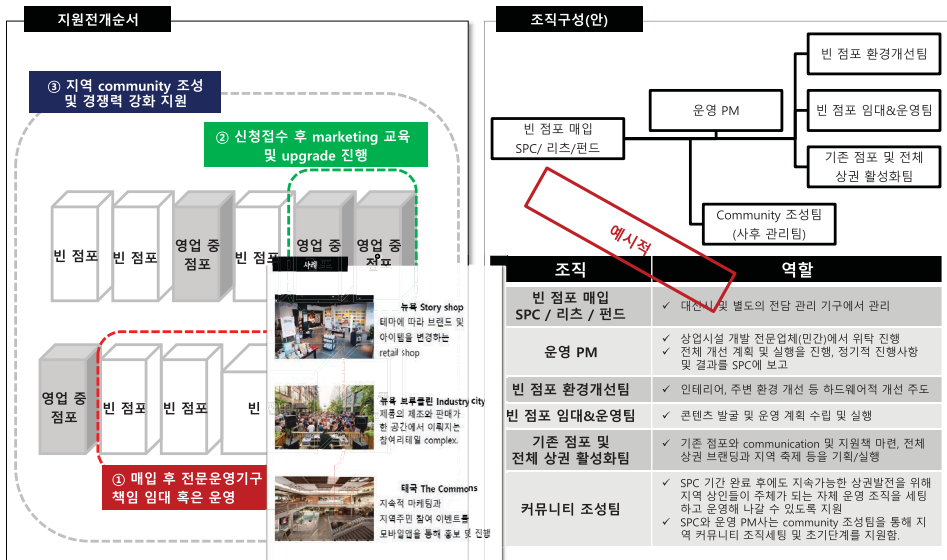 지원전개순서
③ 지역 community 조성
및 경쟁력 강화 지원
② 신청접수 후 marketing 교육
및 upgrade 진행
빈 점포
빈 점포
영업 중
점포
빈 점포
영업 중
영업 중
점포
사례
뉴욕 Story shop
테마에 따라 브랜드 및
아이템을 변경하는
retail shop
영업 중
점포
빈 점포
빈 점포
빈
뉴욕 브루클린 Industry city
제품의 제조와 판매가
한 공간에서 이뤄지는
참여리테일 complex.
① 매입 후 전문운영기구
책임 임대 혹은 운영
태국 The Commons
지속적 마케팅과
지역주민 참여 이벤트를
모바일앱을 통해 홍보 및 진행
조직구성(안)
빈 점포 환경개선팀
운영 PM
빈 점포 임대&운영팀
빈 점포 매입
SPC/ 리츠/펀드
기존 점포 및 전체
상권 활성화팀
Community 조성팀
(사후 관리팀)
예시적
조직 역할
빈 점포 매입
SPC / 리츠 / 펀드
✓ 대전시 및 별도의 전담 관리 기구에서 관리
운영 PM
✓ 상업시설 개발 전문업체(민간)에서 위탁 진행
✓ 전체 개선 계획 및 실행을 진행, 정기적 진행사항
및 결과를 SPC에 보고
빈 점포 환경개선팀
✓ 인테리어, 주변 환경 개선 등 하드웨어적 개선 주도
빈 점포 임대&운영팀
✓ 콘텐츠 발굴 및 운영 계획 수립 및 실행
기존 점포 및
전체 상권 활성화팀
✓ 기존 점포와 communication 및 지원책 마련, 전체
상권 브랜딩과 지역 축제 등을 기획/실행
커뮤니티 조성팀
✓ SPC 기간 완료 후에도 지속가능한 상권발전을 위해
지역 상인들이 주체가 되는 자체 운영 조직을 세팅
하고 운영해 나갈 수 있도록 지원
✓ SPC와 운영 PM사는 community 조성팀을 통해 지
역 커뮤니티 조직세팅 및 초기단계를 지원함.